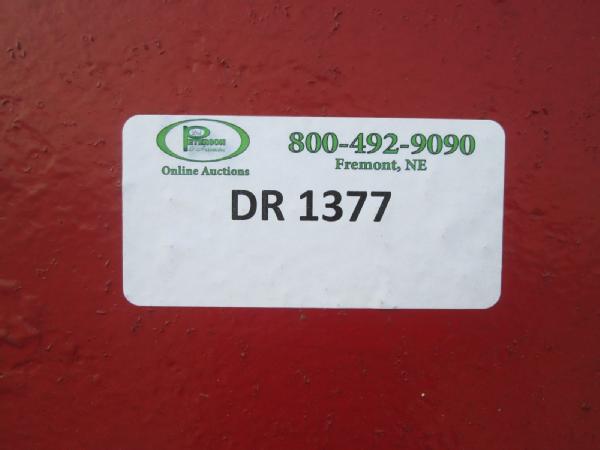 PETERSON
800-492-9090
Online Auctions
Fremont, NE
DR 1377